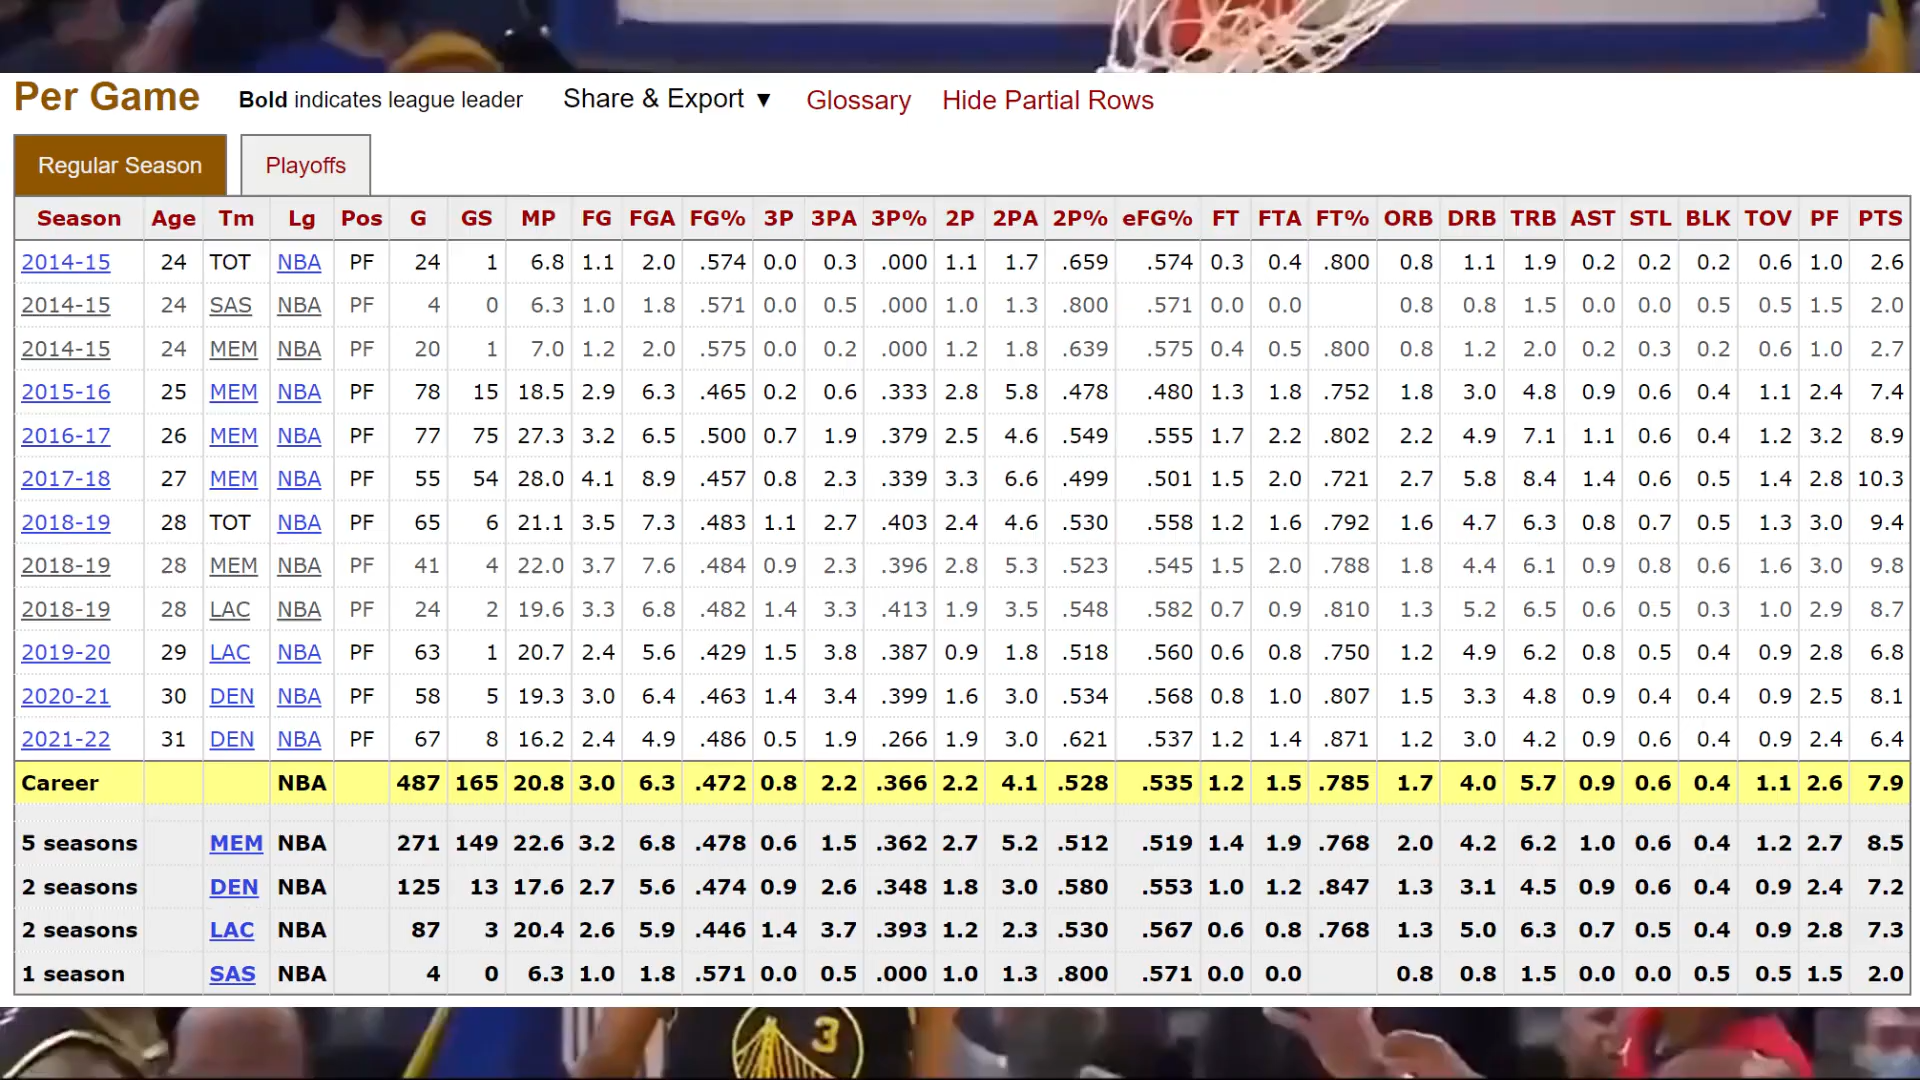 Per Game Bold indicates league leader Share & Export ▼ Glossary Hide Partial Rows
Regular Season Playoffs
Season Age Tm Lg Pos G GS MP FG FGA FG% 3P 3PA 3P% 2P 2PA 2P% eFG% FT FTA FT% ORB DRB TRB AST STL BLK TOV PF PTS
2014-15 24 TOT NBA PF 24 1 6.8 1.1 2.0 .574 0.0 0.3 .000 1.1 1.7 .659 .574 0.3 0.4 .800 0.8 1.1 1.9 0.2 0.2 0.2 0.6 1.0 2.6
2014-15 24 SAS NBA PF 4 0 6.3 1.0 1.8 .571 0.0 0.5 .000 1.0 1.3 .800 .571 0.0 0.0 0.8 0.8 1.5 0.0 0.0 0.5 0.5 1.5 2.0
2014-15 24 MEM NBA PF 20 1 7.0 1.2 2.0 .575 0.0 0.2 .000 1.2 1.8 .639 .575 0.4 0.5 .800 0.8 1.2 2.0 0.2 0.3 0.2 0.6 1.0 2.7
2015-16 25 MEM NBA PF 78 15 18.5 2.9 6.3 .465 0.2 0.6 .333 2.8 5.8 .478 .480 1.3 1.8 .752 1.8 3.0 4.8 0.9 0.6 0.4 1.1 2.4 7.4
2016-17 26 MEM NBA PF 77 75 27.3 3.2 6.5 .500 0.7 1.9 .379 2.5 4.6 .549 .555 1.7 2.2 .802 2.2 4.9 7.1 1.1 0.6 0.4 1.2 3.2 8.9
2017-18 27 MEM NBA PF 55 54 28.0 4.1 8.9 .457 0.8 2.3 .339 3.3 6.6 .499 .501 1.5 2.0 .721 2.7 5.8 8.4 1.4 0.6 0.5 1.4 2.8 10.3
2018-19 28 TOT NBA PF 65 6 21.1 3.5 7.3 .483 1.1 2.7 .403 2.4 4.6 .530 .558 1.2 1.6 .792 1.6 4.7 6.3 0.8 0.7 0.5 1.3 3.0 9.4
2018-19 28 MEM NBA PF 41 4 22.0 3.7 7.6 .484 0.9 2.3 .396 2.8 5.3 .523 .545 1.5 2.0 .788 1.8 4.4 6.1 0.9 0.8 0.6 1.6 3.0 9.8
2018-19 28 LAC NBA PF 24 2 19.6 3.3 6.8 .482 1.4 3.3 .413 1.9 3.5 .548 .582 0.7 0.9 .810 1.3 5.2 6.5 0.6 0.5 0.3 1.0 2.9 8.7
2019-20 29 LAC NBA PF 63 1 20.7 2.4 5.6 .429 1.5 3.8 .387 0.9 1.8 .518 .560 0.6 0.8 .750 1.2 4.9 6.2 0.8 0.5 0.4 0.9 2.8 6.8
2020-21 30 DEN NBA PF 58 5 19.3 3.0 6.4 .463 1.4 3.4 .399 1.6 3.0 .534 .568 0.8 1.0 .807 1.5 3.3 4.8 0.9 0.4 0.4 0.9 2.5 8.1
2021-22 31 DEN NBA PF 67 8 16.2 2.4 4.9 .486 0.5 1.9 .266 1.9 3.0 .621 .537 1.2 1.4 .871 1.2 3.0 4.2 0.9 0.6 0.4 0.9 2.4 6.4
Career NBA 487 165 20.8 3.0 6.3 .472 0.8 2.2 .366 2.2 4.1 .528 .535 1.2 1.5 .785 1.7 4.0 5.7 0.9 0.6 0.4 1.1 2.6 7.9
5 seasons MEM NBA 271 149 22.6 3.2 6.8 .478 0.6 1.5 .362 2.7 5.2 .512 .519 1.4 1.9 .768 2.0 4.2 6.2 1.0 0.6 0.4 1.2 2.7 8.5
2 seasons DEN NBA 125 13 17.6 2.7 5.6 .474 0.9 2.6 .348 1.8 3.0 .580 .553 1.0 1.2 .847 1.3 3.1 4.5 0.9 0.6 0.4 0.9 2.4 7.2
2 seasons LAC NBA 87 3 20.4 2.6 5.9 .446 1.4 3.7 .393 1.2 2.3 .530 .567 0.6 0.8 .768 1.3 5.0 6.3 0.7 0.5 0.4 0.9 2.8 7.3
1 season SAS NBA 4 0 6.3 1.0 1.8 .571 0.0 0.5 .000 1.0 1.3 .800 .571 0.0 0.0 0.8 0.8 1.5 0.0 0.0 0.5 0.5 1.5 2.0
3